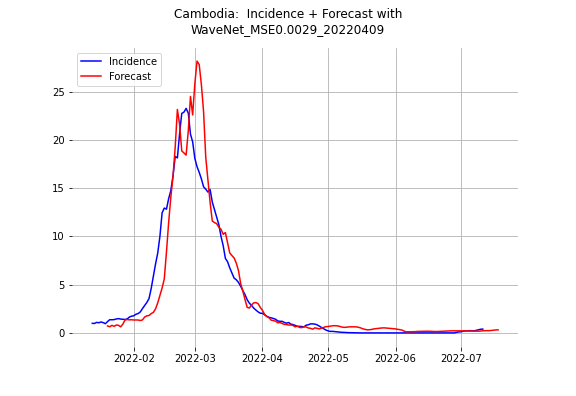 Cambodia:  Incidence + Forecast with
WaveNet_MSE0.0029_20220409
Incidence
Forecast
25
20
15
10
5
0
2022-02 2022-03 2022-04 2022-05 2022-06 2022-07